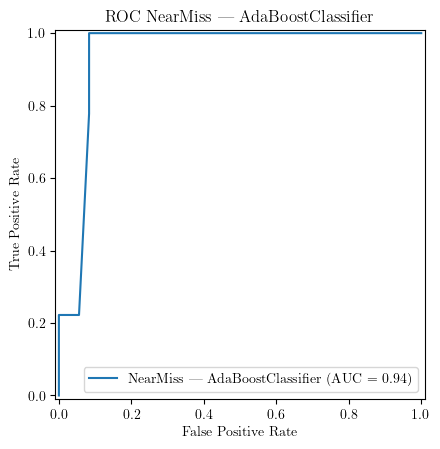 ROC NearMiss — AdaBoostClassifier
1.0
0.8
0.6
0.4
0.2
0.0
True Positive Rate
NearMiss — AdaBoostClassifier (AUC = 0.94)
0.0 0.2 0.4 0.6 0.8 1.0
False Positive Rate